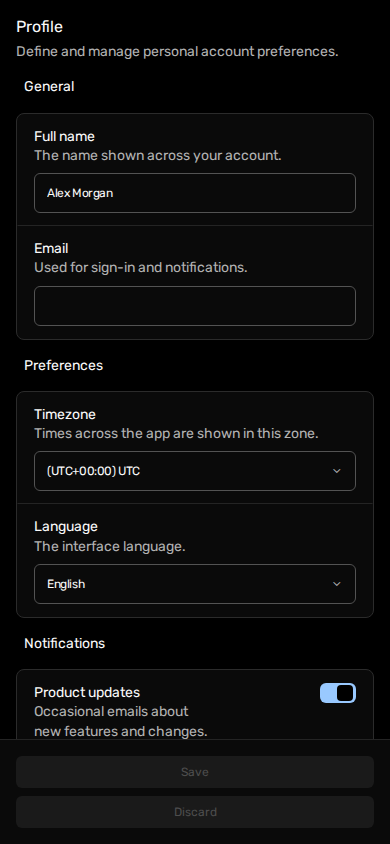 Profile
Define and manage personal account preferences.
General
Full name
The name shown across your account.
Alex Morgan
Email
Used for sign-in and notifications.
Preferences
Timezone
Times across the app are shown in this zone.
(UTC+00:00) UTC
Language
The interface language.
English
Notifications
Product updates
Occasional emails about
new features and changes.
Save
Discard